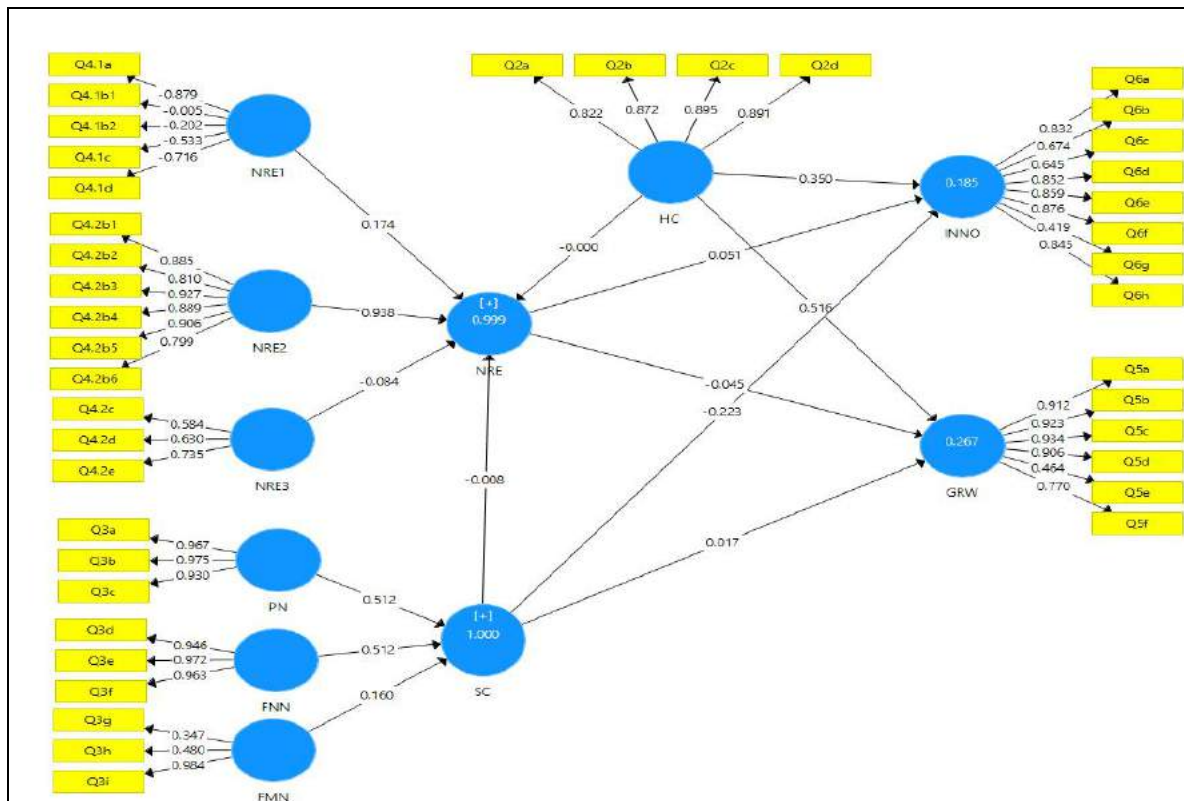 Q4.1a
Q4.1b1
Q4.1b2
Q4.1c
Q4.1d
-0.879
-0.005
-0.202
-0.533
-0.716
NRE1
0.174
Q4.2b1
Q4.2b2
Q4.2b3
Q4.2b4
Q4.2b5
Q4.2b6
0.885
0.810
0.927
0.889
0.906
0.799
NRE2
0.938
Q4.2c
Q4.2d
Q4.2e
0.584
0.630
0.735
NRE3
-0.084
Q3a
Q3b
Q3c
0.967
0.975
0.930
PN
0.512
Q3d
Q3e
Q3f
0.946
0.972
0.963
FNN
0.512
Q3g
Q3h
Q3i
0.347
0.480
0.984
FMN
0.160
Q2a
Q2b
Q2c
Q2d
0.822
0.872
0.895
0.891
HC
-0.000
0.350
0.516
[+]
0.999
NRE
0.051
-0.045
-0.008
[+]
1.000
SC
-0.223
0.017
0.185
INNO
0.832
0.674
0.645
0.852
0.859
0.876
0.419
0.845
Q6a
Q6b
Q6c
Q6d
Q6e
Q6f
Q6g
Q6h
0.267
GRW
0.912
0.923
0.934
0.906
0.464
0.770
Q5a
Q5b
Q5c
Q5d
Q5e
Q5f